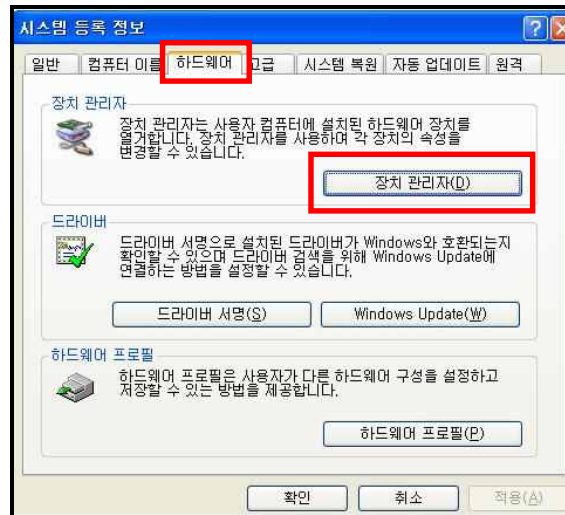 시스템 등록 정보
일반 컴퓨터 이름 하드웨어 고급 시스템 복원 자동 업데이트 원격
장치 관리자
장치 관리자는 사용자 컴퓨터에 설치된 하드웨어 장치를
열거합니다. 장치 관리자를 사용하여 각 장치의 속성을
변경할 수 있습니다.
장치 관리자(D)
드라이버
드라이버 서명으로 설치된 드라이버가 Windows와 호환되는지
확인할 수 있으며 드라이버 검색을 위해 Windows Update에
연결하는 방법을 설정할 수 있습니다.
드라이버 서명(S) Windows Update(W)
하드웨어 프로필
하드웨어 프로필은 사용자가 다른 하드웨어 구성을 설정하고
저장할 수 있는 방법을 제공합니다.
하드웨어 프로필(P)
확인 취소 적용(A)